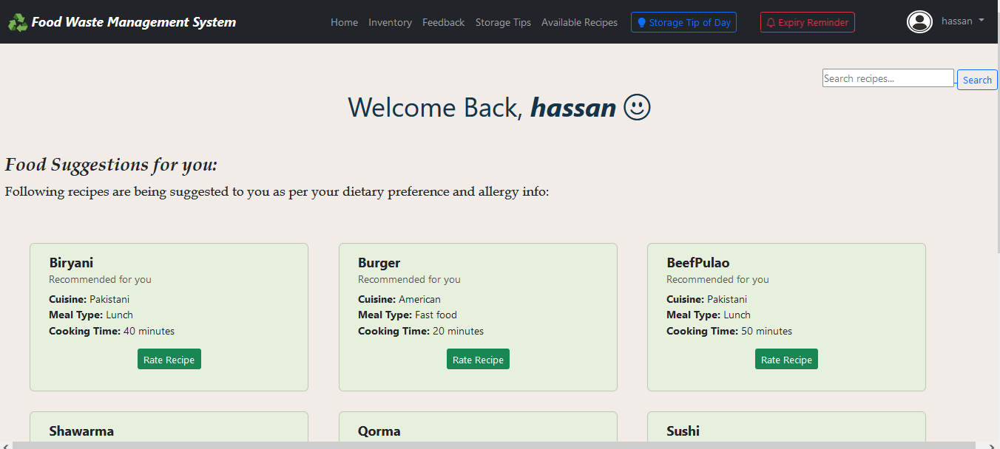 Food Waste Management System
Home Inventory Feedback Storage Tips Available Recipes Storage Tip of Day Expiry Reminder hassan
Search recipes... Search
Welcome Back, hassan
Food Suggestions for you:
Following recipes are being suggested to you as per your dietary preference and allergy info:
Biryani
Recommended for you
Cuisine: Pakistani
Meal Type: Lunch
Cooking Time: 40 minutes
Rate Recipe
Burger
Recommended for you
Cuisine: American
Meal Type: Fast food
Cooking Time: 20 minutes
Rate Recipe
BeefPulao
Recommended for you
Cuisine: Pakistani
Meal Type: Lunch
Cooking Time: 50 minutes
Rate Recipe
Shawarma
Qorma
Sushi